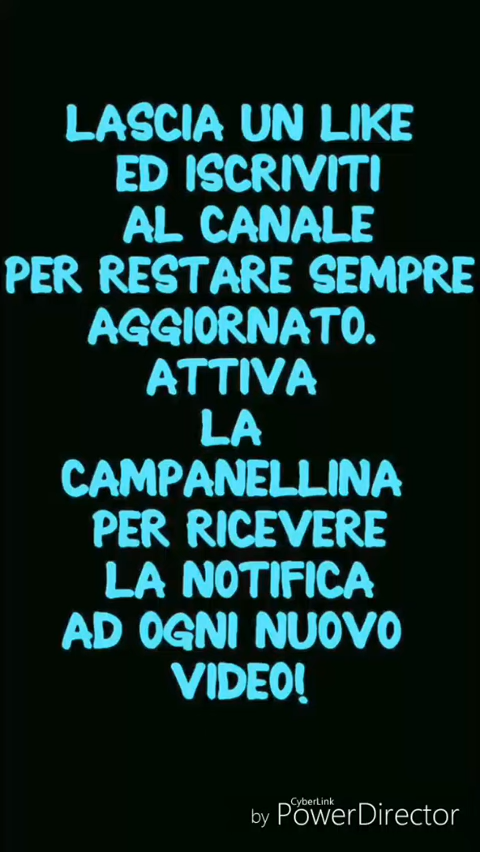 LASCIA UN LIKE
ED ISCRIVITI
AL CANALE
PER RESTARE SEMPRE
AGGIORNATO.
ATTIVA
LA
CAMPANELLINA
PER RICEVERE
LA NOTIFICA
AD OGNI NUOVO
VIDEO!
CyberLink
by PowerDirector